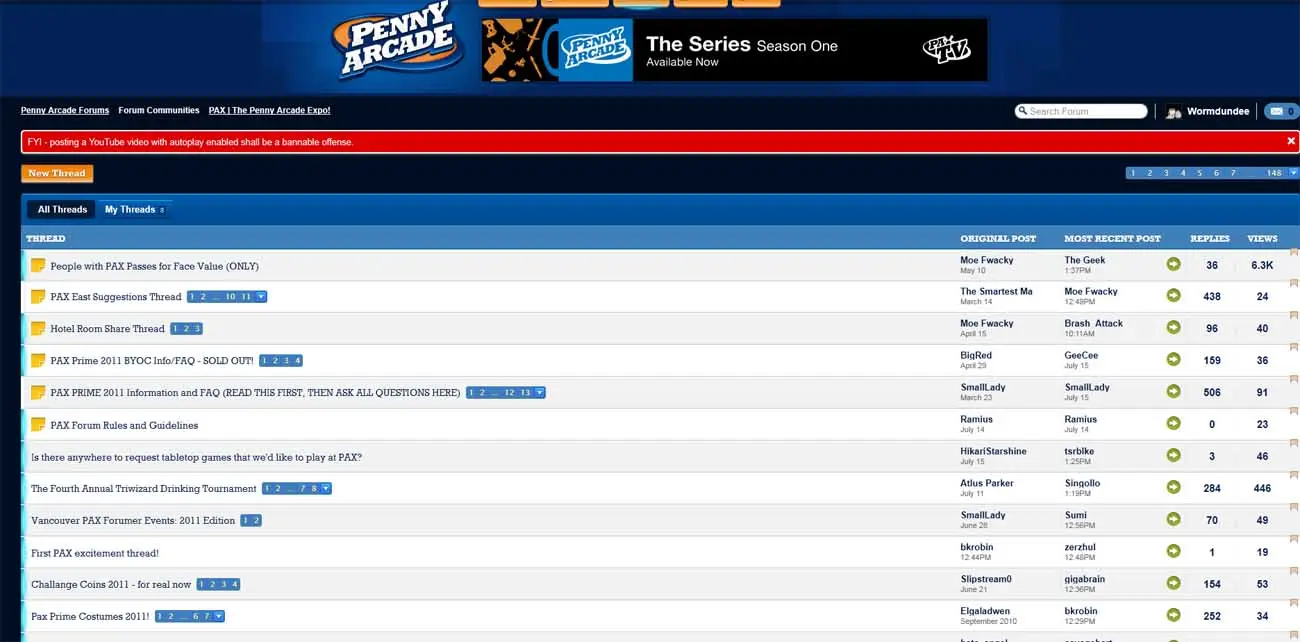 PENNY ARCADE
PENNY ARCADE
The Series Season One
Available Now
PA TV
Penny Arcade Forums Forum Communities PAX | The Penny Arcade Expo!
Search Forum
Wormdundee
0
FYI - posting a YouTube video with autoplay enabled shall be a bannable offense.
New Thread
1 2 3 4 5 6 7 ... 148
All Threads My Threads 8
THREAD ORIGINAL POST MOST RECENT POST REPLIES VIEWS
People with PAX Passes for Face Value (ONLY) Moe Fwacky The Geek 36 6.3K
May 10 1:37PM
PAX East Suggestions Thread 1 2 ... 10 11 The Smartest Ma Moe Fwacky 438 24
March 14 12:49PM
Hotel Room Share Thread 1 2 3 Moe Fwacky Brash_Attack 96 40
April 15 10:11AM
PAX Prime 2011 BYOC Info/FAQ - SOLD OUT! 1 2 3 4 BigRed GeeCee 159 36
April 29 July 15
PAX PRIME 2011 Information and FAQ (READ THIS FIRST, THEN ASK ALL QUESTIONS HERE) 1 2 ... 12 13 SmallLady SmallLady 506 91
March 23 July 15
PAX Forum Rules and Guidelines Ramius Ramius 0 23
July 14 July 14
Is there anywhere to request tabletop games that we'd like to play at PAX? HikariStarshine tsrblke 3 46
July 15 1:25PM
The Fourth Annual Triwizard Drinking Tournament 1 2 ... 7 8 Atlus Parker Singollo 284 446
July 11 1:19PM
Vancouver PAX Forumer Events: 2011 Edition 1 2 SmallLady Sumi 70 49
June 28 12:56PM
First PAX excitement thread! bkrobin zerzhul 1 19
12:44PM 12:48PM
Challange Coins 2011 - for real now 1 2 3 4 Slipstream0 gigabrain 154 53
June 21 12:36PM
Pax Prime Costumes 2011! 1 2 ... 6 7 Elgaladwen bkrobin 252 34
September 2010 12:29PM